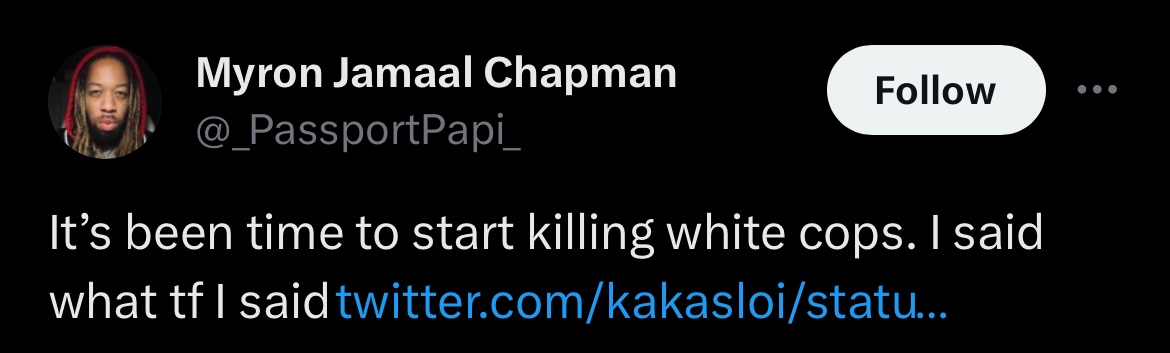 Myron Jamaal Chapman
@_PassportPapi_
Follow
It’s been time to start killing white cops. I said
what tf I said twitter.com/kakasloi/statu...